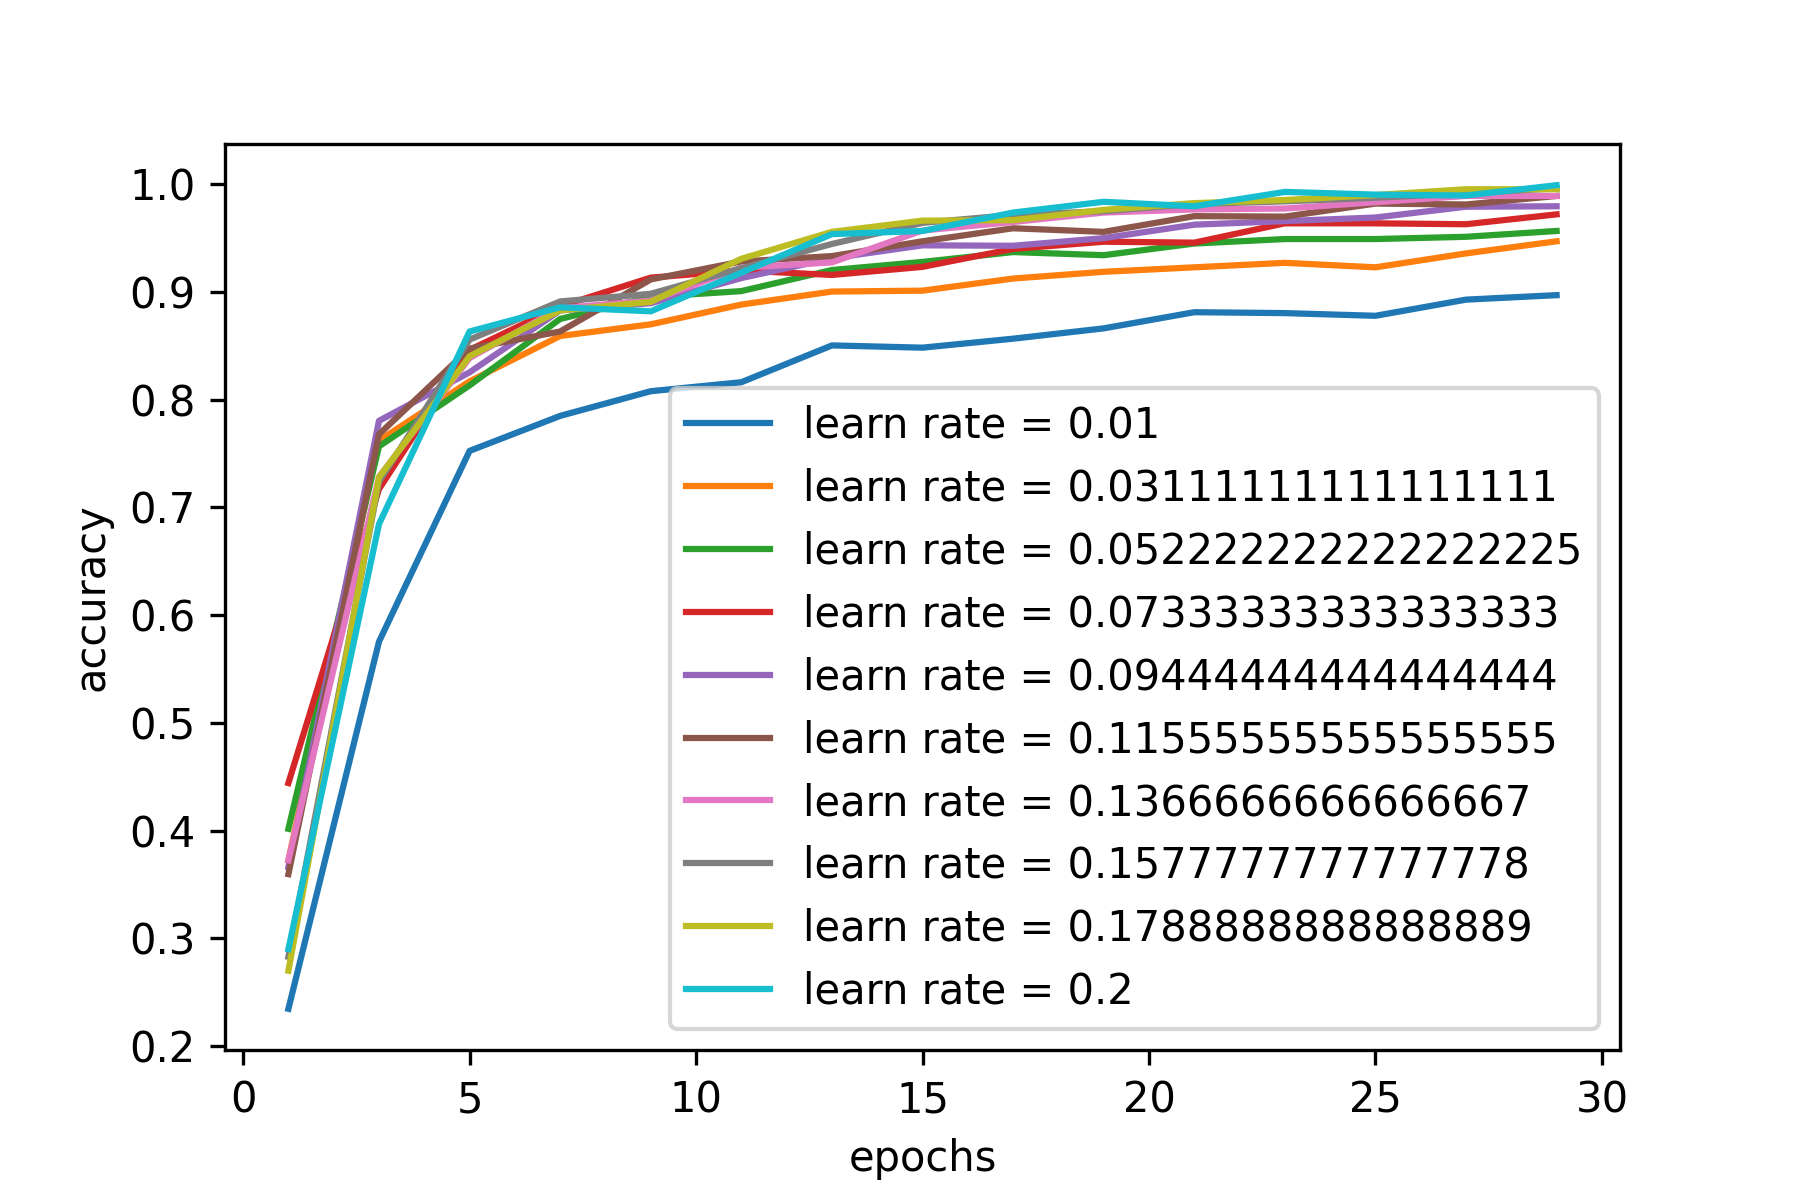 1.0
0.9
0.8
0.7
0.6
0.5
0.4
0.3
0.2
accuracy
learn rate = 0.01
learn rate = 0.03111111111111111
learn rate = 0.052222222222222225
learn rate = 0.07333333333333333
learn rate = 0.09444444444444444
learn rate = 0.11555555555555555
learn rate = 0.1366666666666667
learn rate = 0.1577777777777778
learn rate = 0.1788888888888889
learn rate = 0.2
0 5 10 15 20 25 30
epochs